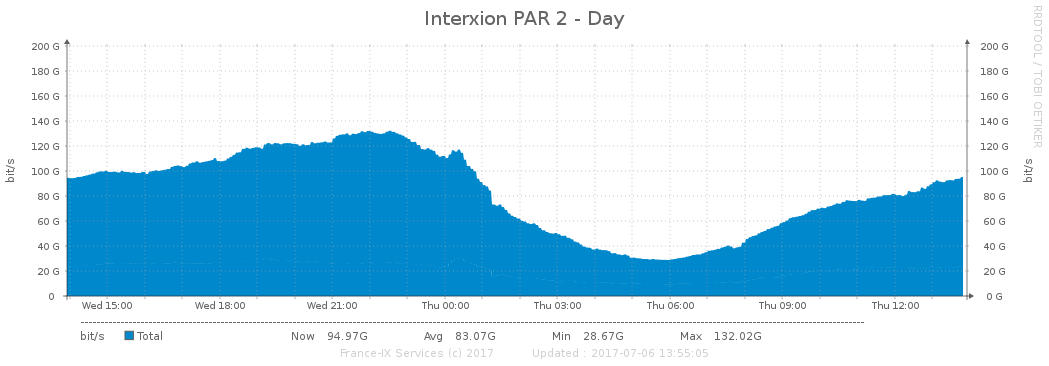 Interxion PAR 2 - Day
RRDTOOL / TOBI OETIKER
200 G 200 G
180 G 180 G
160 G 160 G
140 G 140 G
120 G 120 G
100 G 100 G
80 G 80 G
60 G 60 G
40 G 40 G
20 G 20 G
0 0 G
bit/s
bit/s
Wed 15:00 Wed 18:00 Wed 21:00 Thu 00:00 Thu 03:00 Thu 06:00 Thu 09:00 Thu 12:00
bit/s Total Now 94.97G Avg 83.07G Min 28.67G Max 132.02G
France-IX Services (c) 2017 Updated : 2017-07-06 13:55:05